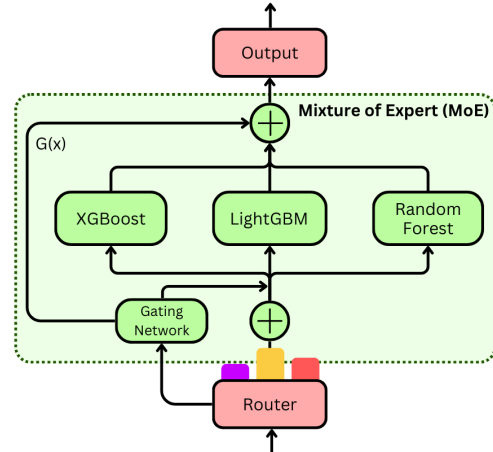 Output
Mixture of Expert (MoE)
G(x)
XGBoost
LightGBM
Random
Forest
Gating
Network
Router